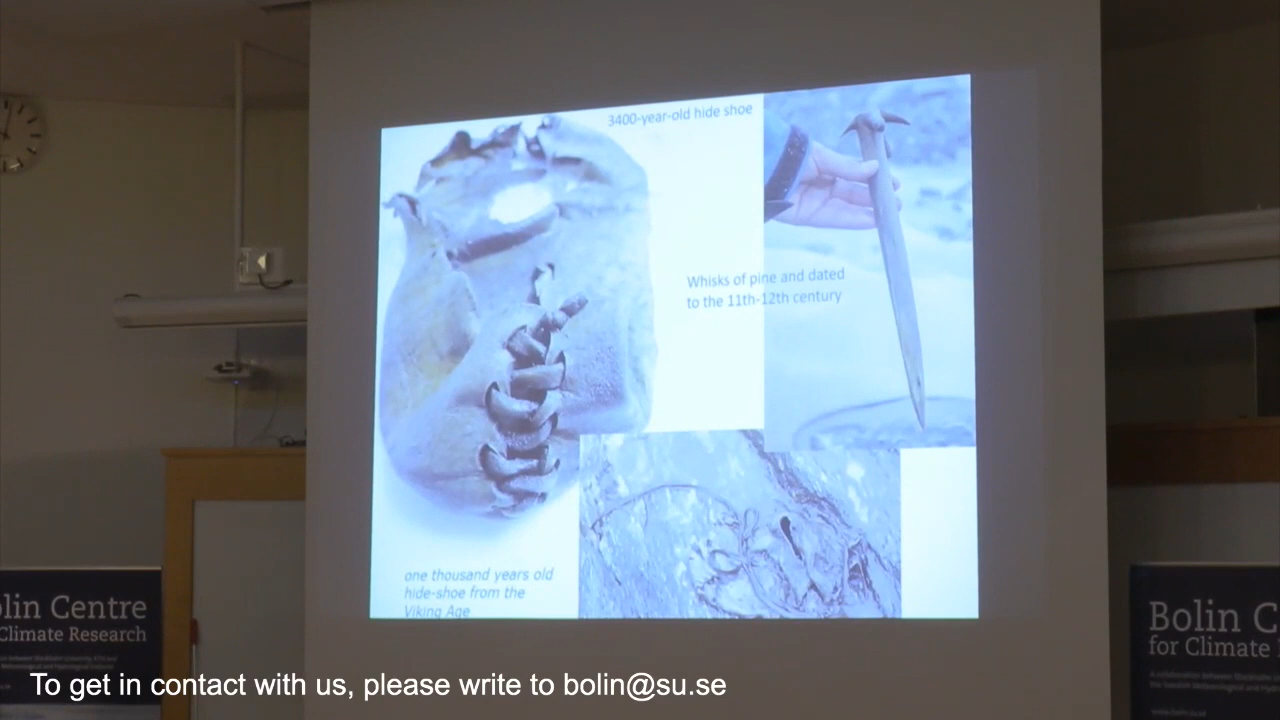 3400-year-old hide shoe
Whisks of pine and dated
to the 11th-12th century
one thousand years old
hide-shoe from the
Viking Age
olin Centre
Climate Research
Bolin C
for Climate
To get in contact with us, please write to bolin@su.se